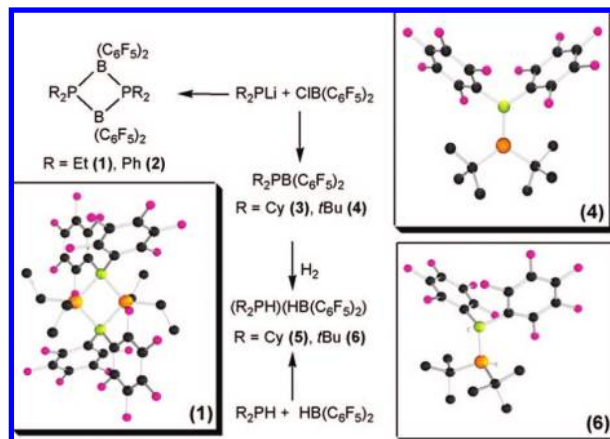 B(C₆F₅)₂
R₂P PR₂
B
(C₆F₅)₂
R = Et (1), Ph (2)
R₂PLi + ClB(C₆F₅)₂
R₂PB(C₆F₅)₂
R = Cy (3), tBu (4)
H₂
(R₂PH)(HB(C₆F₅)₂)
R = Cy (5), tBu (6)
R₂PH + HB(C₆F₅)₂
(1)
(4)
(6)